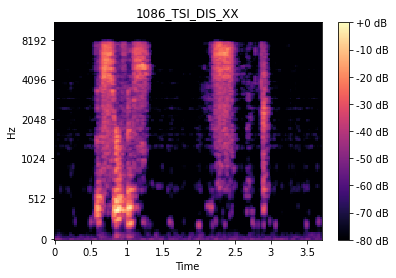 1086_TSI_DIS_XX
+0 dB
8192
-10 dB
4096
-20 dB
-30 dB
2048
Hz
-40 dB
1024
-50 dB
512
-60 dB
-70 dB
0
-80 dB
0 0.5 1 1.5 2 2.5 3 3.5
Time